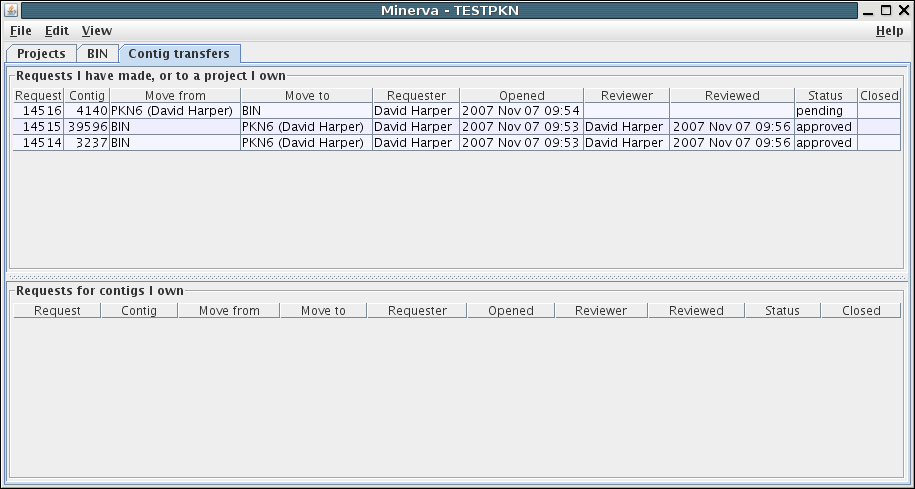 Minerva - TESTPKN
File Edit View Help
Projects BIN Contig transfers
Requests I have made, or to a project I own
Request Contig Move from Move to Requester Opened Reviewer Reviewed Status Closed
14516 4140 PKN6 (David Harper) BIN David Harper 2007 Nov 07 09:54 pending
14515 39596 BIN PKN6 (David Harper) David Harper 2007 Nov 07 09:53 David Harper 2007 Nov 07 09:56 approved
14514 3237 BIN PKN6 (David Harper) David Harper 2007 Nov 07 09:53 David Harper 2007 Nov 07 09:56 approved
Requests for contigs I own
Request Contig Move from Move to Requester Opened Reviewer Reviewed Status Closed